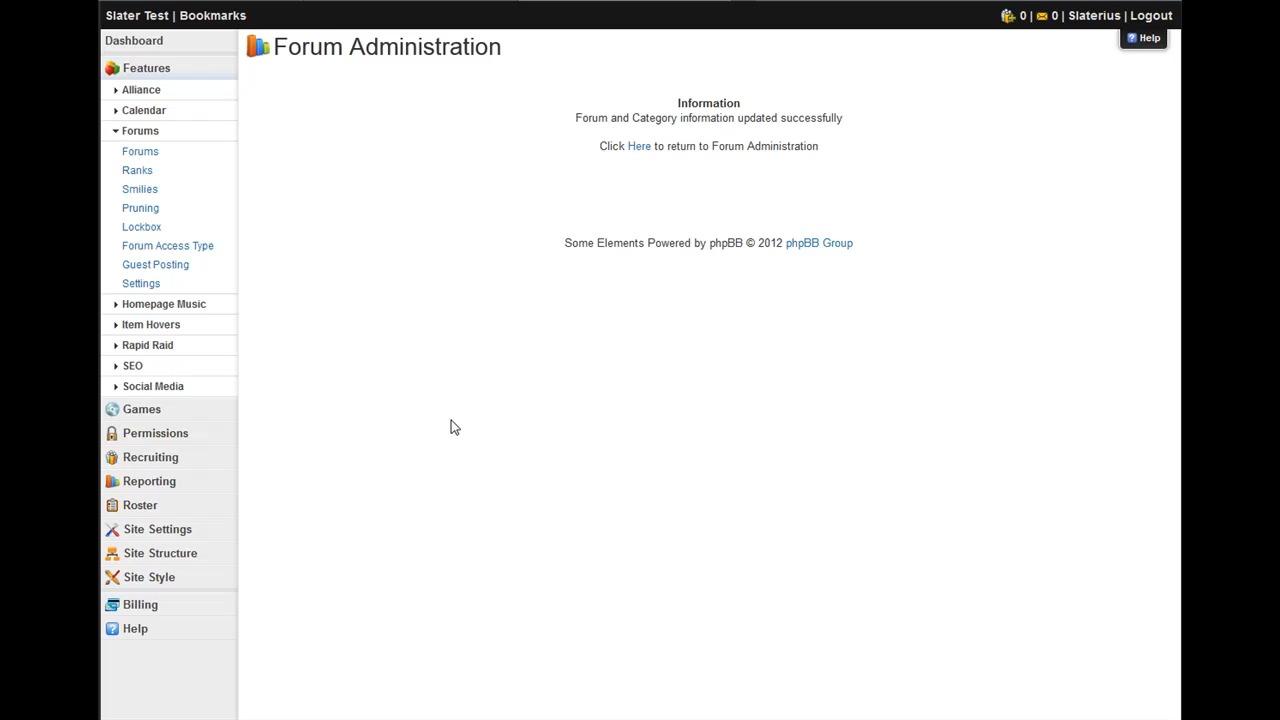 Slater Test | Bookmarks
0 | 0 | Slaterius | Logout
Help
Dashboard
Features
Alliance
Calendar
Forums
Forums
Ranks
Smilies
Pruning
Lockbox
Forum Access Type
Guest Posting
Settings
Homepage Music
Item Hovers
Rapid Raid
SEO
Social Media
Games
Permissions
Recruiting
Reporting
Roster
Site Settings
Site Structure
Site Style
Billing
Help
Forum Administration
Information
Forum and Category information updated successfully
Click Here to return to Forum Administration
Some Elements Powered by phpBB © 2012 phpBB Group